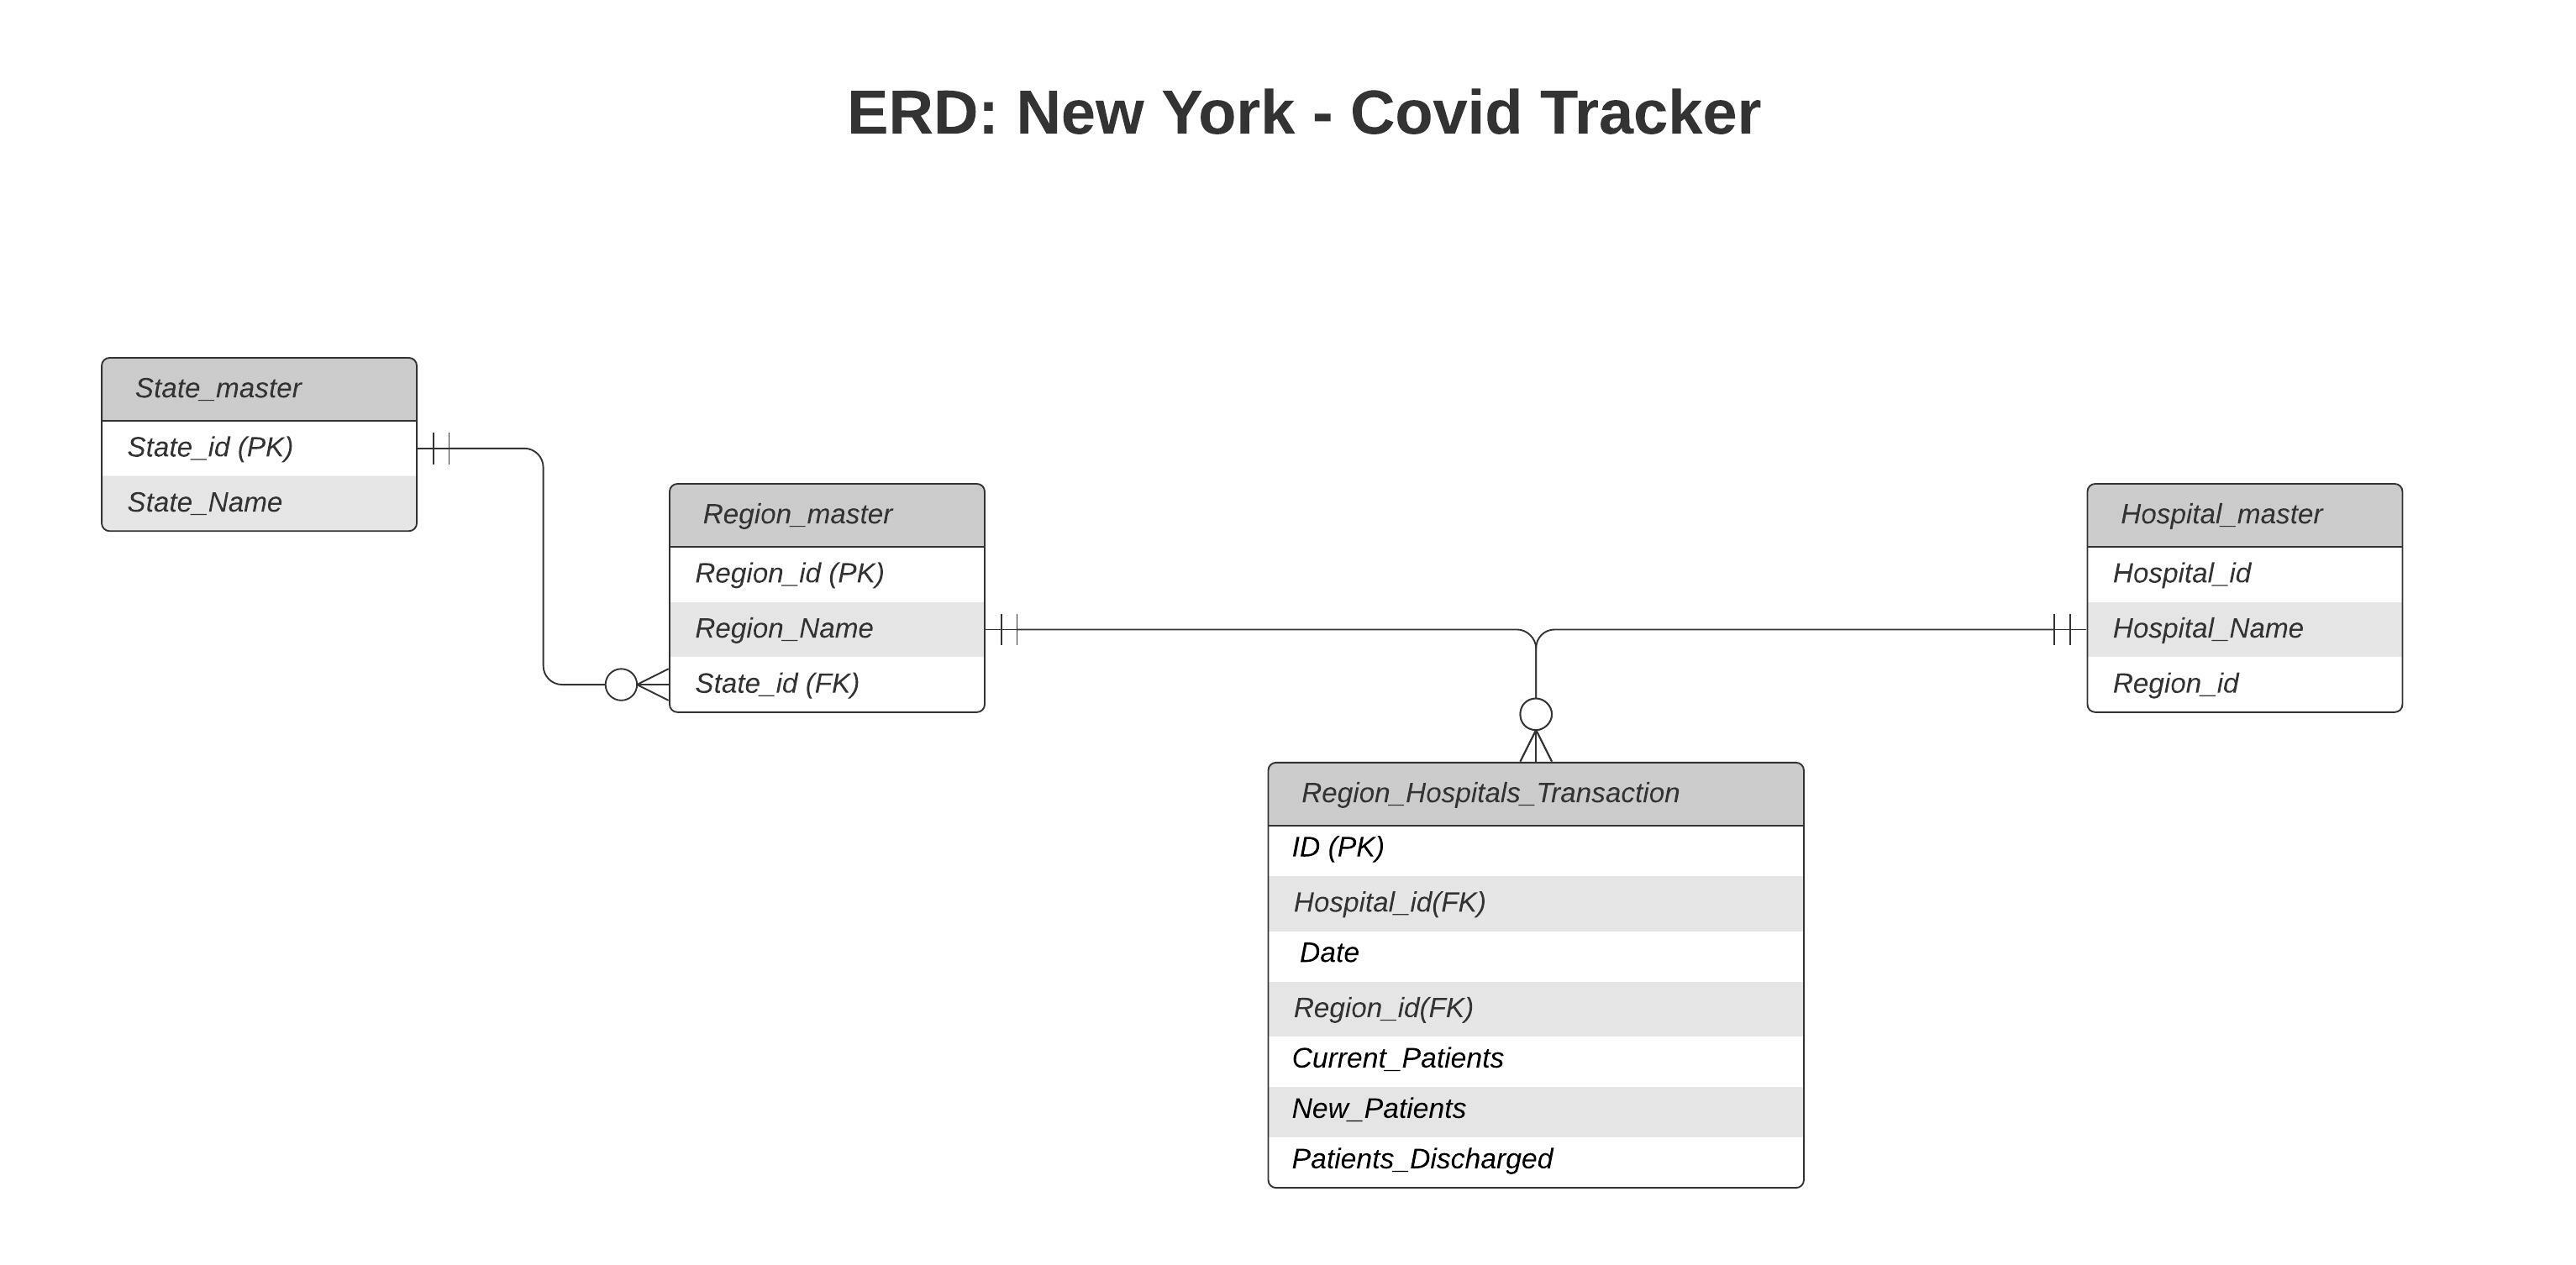 ERD: New York - Covid Tracker
State_master
State_id (PK)
State_Name
Region_master
Region_id (PK)
Region_Name
State_id (FK)
Hospital_master
Hospital_id
Hospital_Name
Region_id
Region_Hospitals_Transaction
ID (PK)
Hospital_id(FK)
Date
Region_id(FK)
Current_Patients
New_Patients
Patients_Discharged